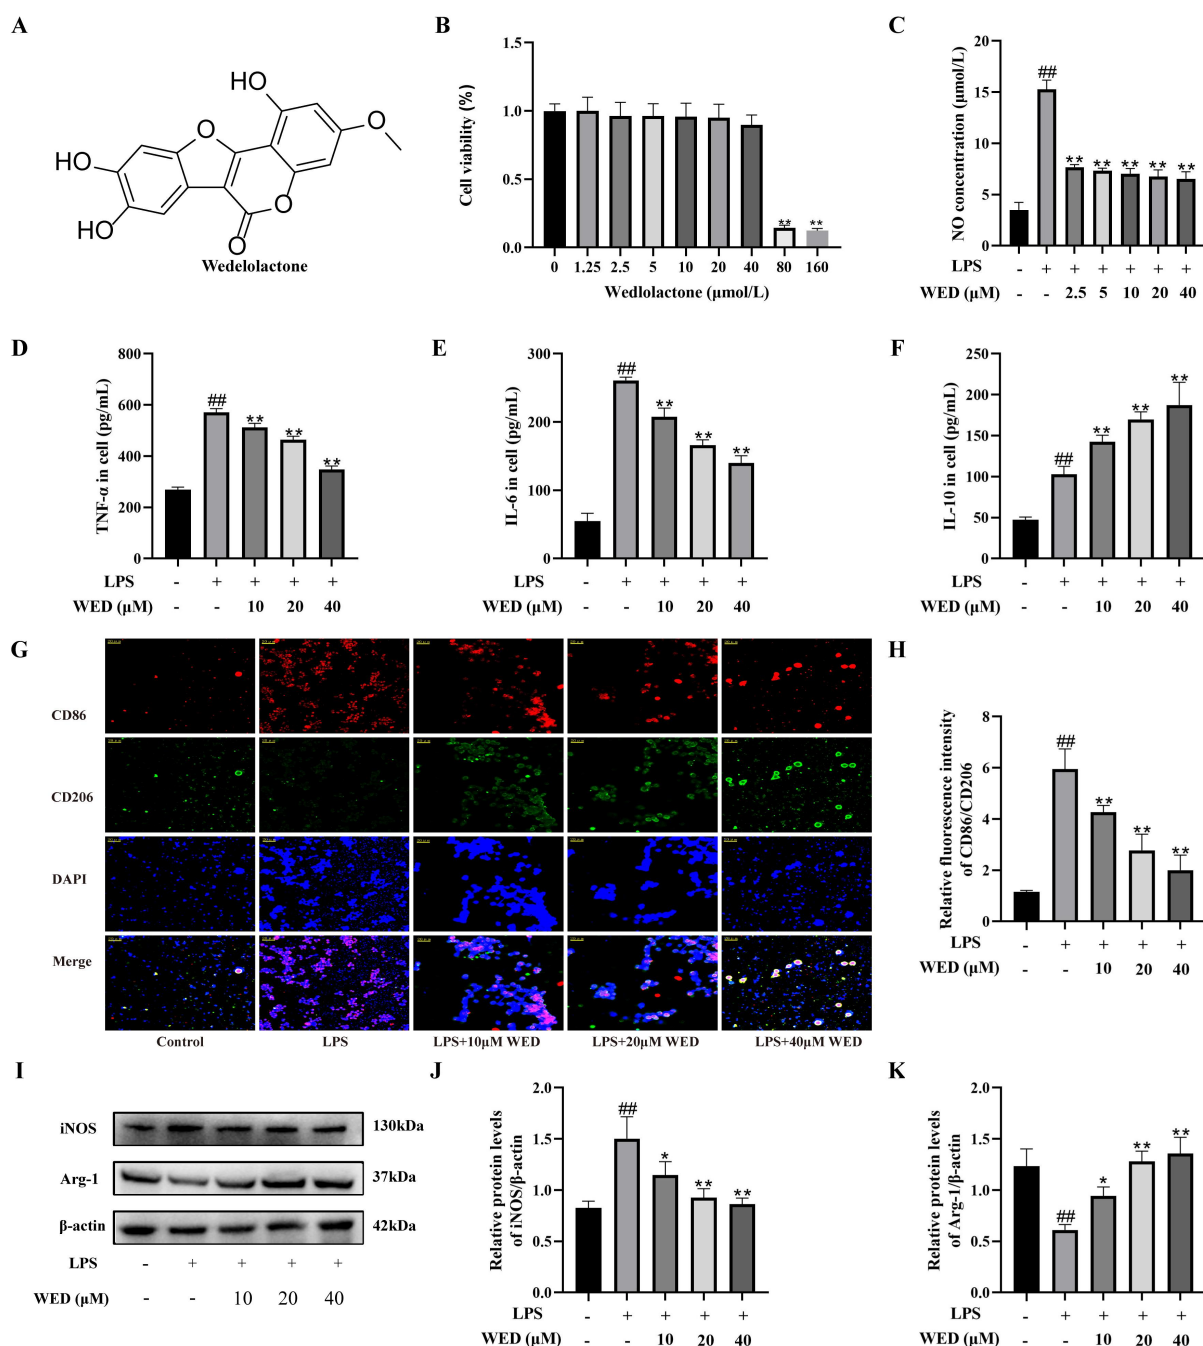 A
HO
O
O
HO
HO
O
O
Wedelolactone
B
Cell viability (%)
1.5
1.0
0.5
0.0
** **
0 1.25 2.5 5 10 20 40 80 160
Wedlolactone (μmol/L)
C
NO concentration (μmol/L)
20
15
10
5
0
##
** ** ** ** **
LPS - + + + + + +
WED (μM) - - 2.5 5 10 20 40
D
TNF-α in cell (pg/mL)
800
600
400
200
0
##
** ** **
LPS - + + + +
WED (μM) - - 10 20 40
E
IL-6 in cell (pg/mL)
300
200
100
0
##
** ** **
LPS - + + + +
WED (μM) - - 10 20 40
F
IL-10 in cell (pg/mL)
250
200
150
100
50
0
##
** ** **
LPS - + + + +
WED (μM) - - 10 20 40
G
CD86
CD206
DAPI
Merge
Control LPS LPS+10μM WED LPS+20μM WED LPS+40μM WED
H
Relative fluorescence intensity
of CD86/CD206
8
6
4
2
0
##
** ** **
LPS - + + + +
WED (μM) - - 10 20 40
I
iNOS 130kDa
Arg-1 37kDa
β-actin 42kDa
LPS - + + + +
WED (μM) - - 10 20 40
J
Relative protein levels
of iNOS/β-actin
2.0
1.5
1.0
0.5
0.0
##
* ** **
LPS - + + + +
WED (μM) - - 10 20 40
K
Relative protein levels
of Arg-1/β-actin
2.0
1.5
1.0
0.5
0.0
##
* ** **
LPS - + + + +
WED (μM) - - 10 20 40